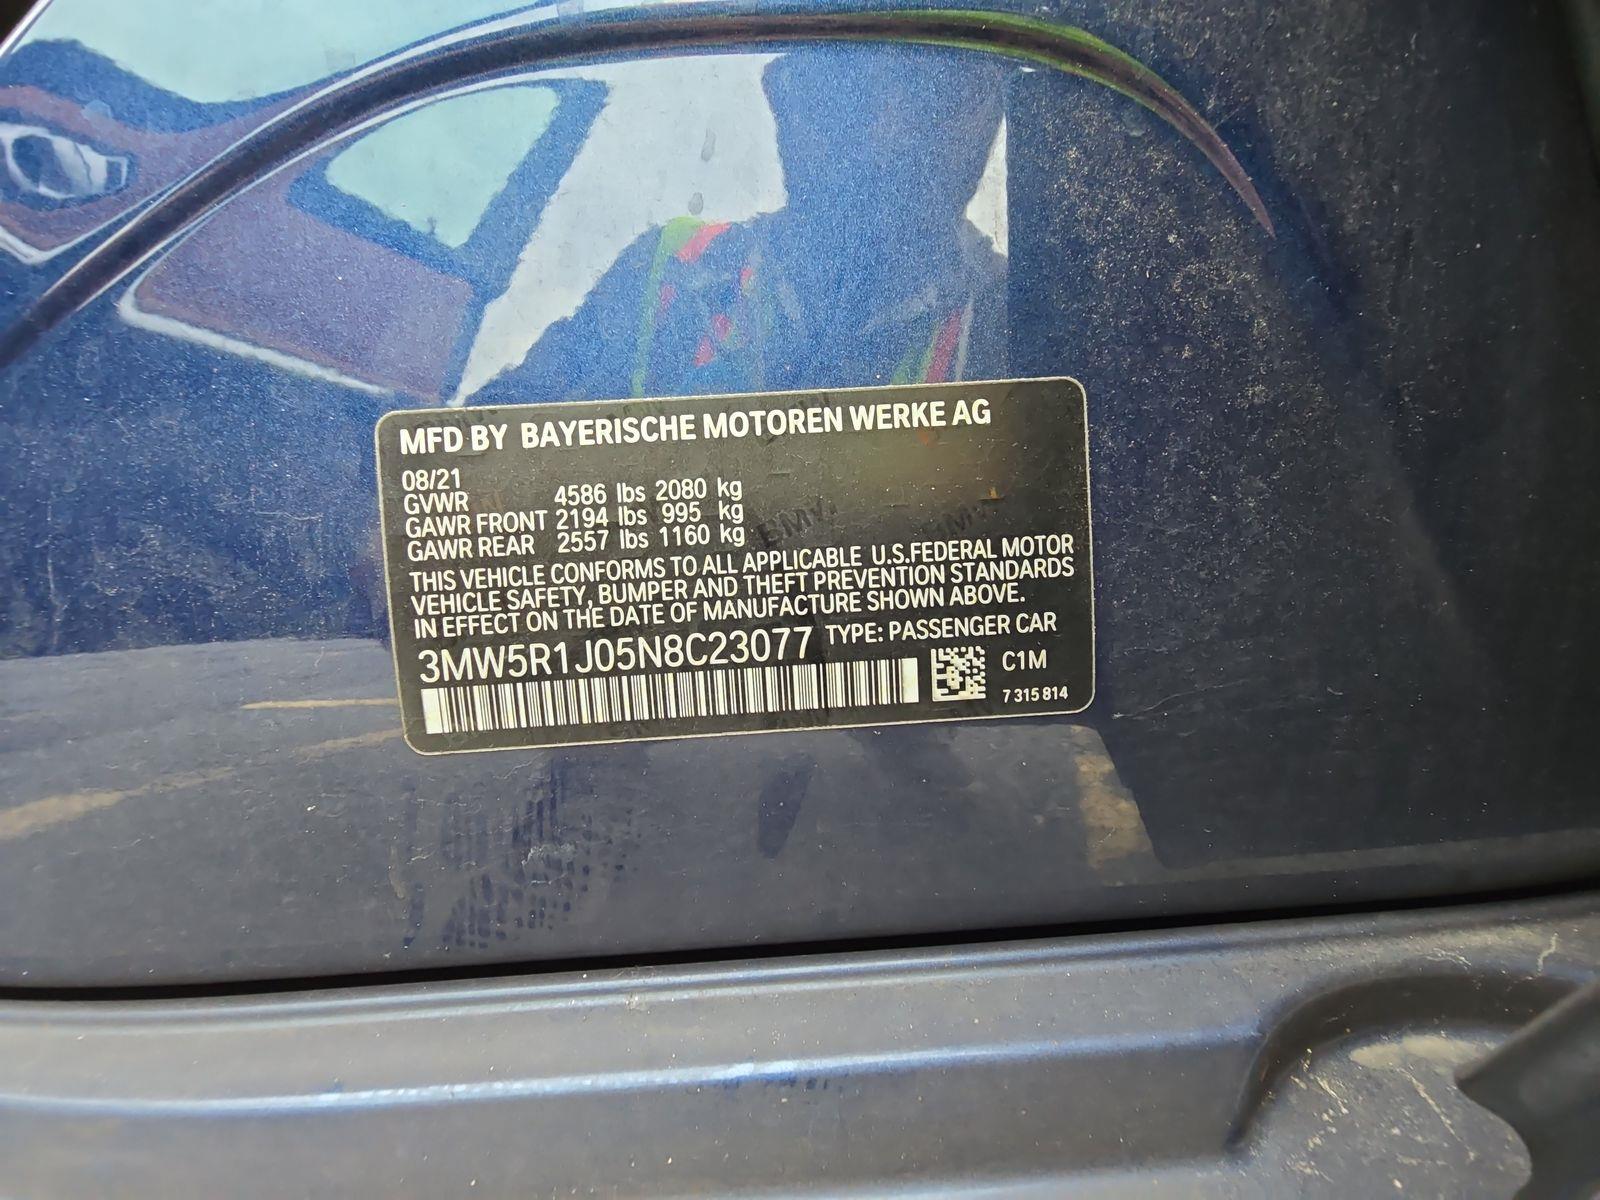 MFD BY BAYERISCHE MOTOREN WERKE AG
08/21
GVWR 4586 lbs 2080 kg
GAWR FRONT 2194 lbs 995 kg
GAWR REAR 2557 lbs 1160 kg
THIS VEHICLE CONFORMS TO ALL APPLICABLE U.S.FEDERAL MOTOR
VEHICLE SAFETY, BUMPER AND THEFT PREVENTION STANDARDS
IN EFFECT ON THE DATE OF MANUFACTURE SHOWN ABOVE.
3MW5R1J05N8C23077 TYPE: PASSENGER CAR
C1M
7 315 814